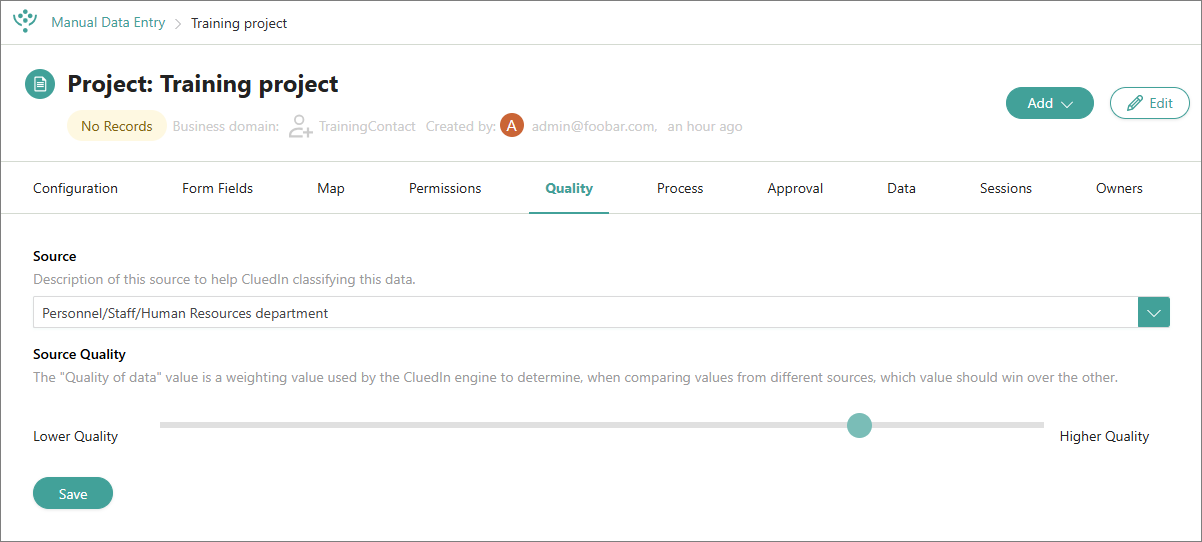 Manual Data Entry > Training project
Project: Training project
Add
Edit
No Records Business domain: TrainingContact Created by: A admin@foobar.com, an hour ago
Configuration Form Fields Map Permissions Quality Process Approval Data Sessions Owners
Source
Description of this source to help CluedIn classifying this data.
Personnel/Staff/Human Resources department
Source Quality
The "Quality of data" value is a weighting value used by the CluedIn engine to determine, when comparing values from different sources, which value should win over the other.
Lower Quality Higher Quality
Save